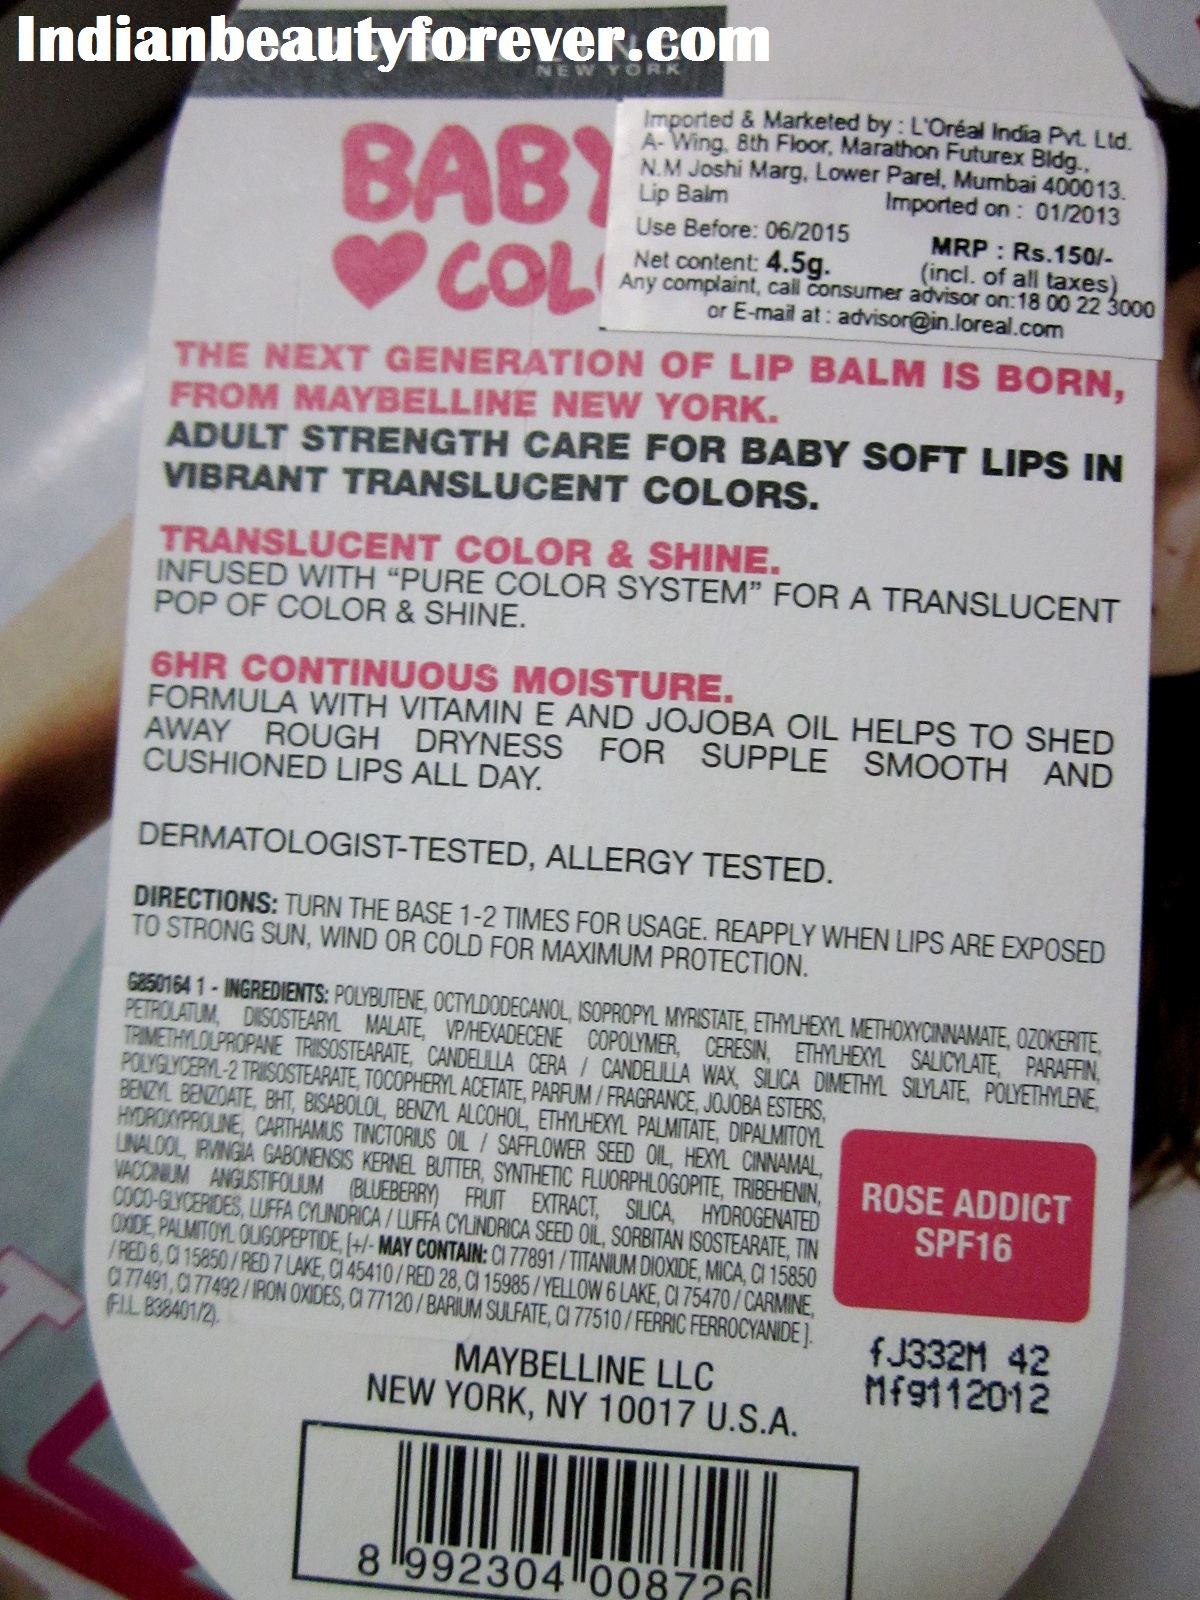 Indianbeautyforever.com
NEW YORK
BABY
COL
Imported & Marketed by : L'Oréal India Pvt. Ltd.
A- Wing, 8th Floor, Marathon Futurex Bldg.,
N.M Joshi Marg, Lower Parel, Mumbai 400013.
Lip Balm Imported on : 01/2013
Use Before: 06/2015 MRP : Rs.150/-
Net content: 4.5g. (incl. of all taxes)
Any complaint, call consumer advisor on:18 00 22 3000
or E-mail at : advisor@in.loreal.com
THE NEXT GENERATION OF LIP BALM IS BORN,
FROM MAYBELLINE NEW YORK.
ADULT STRENGTH CARE FOR BABY SOFT LIPS IN
VIBRANT TRANSLUCENT COLORS.
TRANSLUCENT COLOR & SHINE.
INFUSED WITH “PURE COLOR SYSTEM” FOR A TRANSLUCENT
POP OF COLOR & SHINE.
6HR CONTINUOUS MOISTURE.
FORMULA WITH VITAMIN E AND JOJOBA OIL HELPS TO SHED
AWAY ROUGH DRYNESS FOR SUPPLE SMOOTH AND
CUSHIONED LIPS ALL DAY.
DERMATOLOGIST-TESTED, ALLERGY TESTED.
DIRECTIONS: TURN THE BASE 1-2 TIMES FOR USAGE. REAPPLY WHEN LIPS ARE EXPOSED
TO STRONG SUN, WIND OR COLD FOR MAXIMUM PROTECTION.
G850164 1 - INGREDIENTS: POLYBUTENE, OCTYLDODECANOL, ISOPROPYL MYRISTATE, ETHYLHEXYL METHOXYCINNAMATE, OZOKERITE,
PETROLATUM, DIISOSTEARYL MALATE, VP/HEXADECENE COPOLYMER, CERESIN, ETHYLHEXYL SALICYLATE, PARAFFIN,
TRIMETHYLOLPROPANE TRIISOSTEARATE, CANDELILLA CERA / CANDELILLA WAX, SILICA DIMETHYL SILYLATE, POLYETHYLENE,
POLYGLYCERYL-2 TRIISOSTEARATE, TOCOPHERYL ACETATE, PARFUM / FRAGRANCE, JOJOBA ESTERS,
BENZYL BENZOATE, BHT, BISABOLOL, BENZYL ALCOHOL, ETHYLHEXYL PALMITATE, DIPALMITOYL
HYDROXYPROLINE, CARTHAMUS TINCTORIUS OIL / SAFFLOWER SEED OIL, HEXYL CINNAMAL,
LINALOOL, IRVINGIA GABONENSIS KERNEL BUTTER, SYNTHETIC FLUORPHLOGOPITE, TRIBEHENIN,
VACCINIUM ANGUSTIFOLIUM (BLUEBERRY) FRUIT EXTRACT, SILICA, HYDROGENATED
COCO-GLYCERIDES, LUFFA CYLINDRICA / LUFFA CYLINDRICA SEED OIL, SORBITAN ISOSTEARATE, TIN
OXIDE, PALMITOYL OLIGOPEPTIDE, [+/- MAY CONTAIN: CI 77891 / TITANIUM DIOXIDE, MICA, CI 15850
/ RED 6, CI 15850 / RED 7 LAKE, CI 45410 / RED 28, CI 15985 / YELLOW 6 LAKE, CI 75470 / CARMINE,
CI 77491, CI 77492 / IRON OXIDES, CI 77120 / BARIUM SULFATE, CI 77510 / FERRIC FERROCYANIDE ].
(F.I.L. B38401/2).
ROSE ADDICT
SPF16
fJ332M 42
Mf9112012
MAYBELLINE LLC
NEW YORK, NY 10017 U.S.A.
8 992304 008726